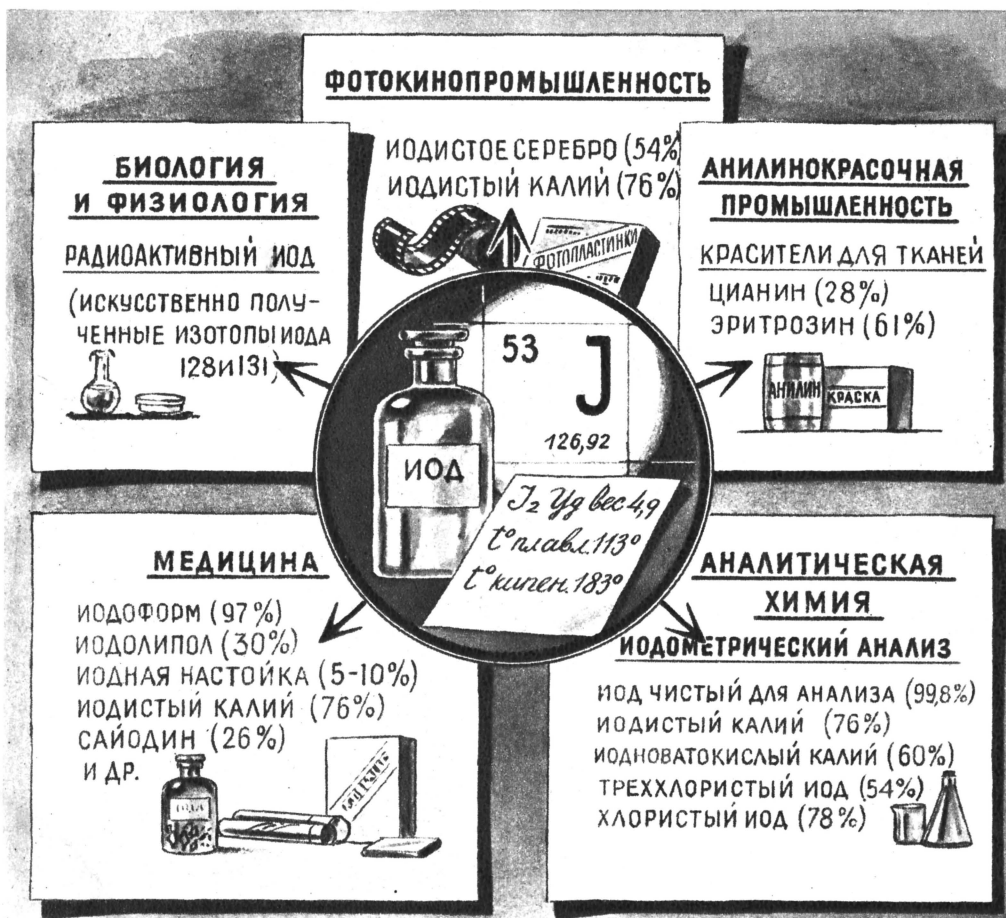 ФОТОКИНОПРОМЫШЛЕННОСТЬ
ИОДИСТОЕ СЕРЕБРО (54%)
ИОДИСТЫЙ КАЛИЙ (76%)
ФОТОПЛАСТИНКИ
БИОЛОГИЯ
И ФИЗИОЛОГИЯ
РАДИОАКТИВНЫЙ ИОД
(ИСКУССТВЕННО ПОЛУ-
ЧЕННЫЕ ИЗОТОПЫ ИОДА
128 И 131)
АНИЛИНОКРАСОЧНАЯ
ПРОМЫШЛЕННОСТЬ
КРАСИТЕЛИ ДЛЯ ТКАНЕЙ
ЦИАНИН (28%)
ЭРИТРОЗИН (61%)
АНИЛИН
КРАСКА
53
J
126,92
ИОД
J₂ Уд вес 4,9
t° плавл. 113°
t° кипен. 183°
МЕДИЦИНА
ИОДОФОРМ (97%)
ИОДОЛИПОЛ (30%)
ИОДНАЯ НАСТОЙКА (5-10%)
ИОДИСТЫЙ КАЛИЙ (76%)
САЙОДИН (26%)
И ДР.
АНАЛИТИЧЕСКАЯ
ХИМИЯ
ИОДОМЕТРИЧЕСКИЙ АНАЛИЗ
ИОД ЧИСТЫЙ ДЛЯ АНАЛИЗА (99,8%)
ИОДИСТЫЙ КАЛИЙ (76%)
ИОДНОВАТОКИСЛЫЙ КАЛИЙ (60%)
ТРЕХХЛОРИСТЫЙ ИОД (54%)
ХЛОРИСТЫЙ ИОД (78%)